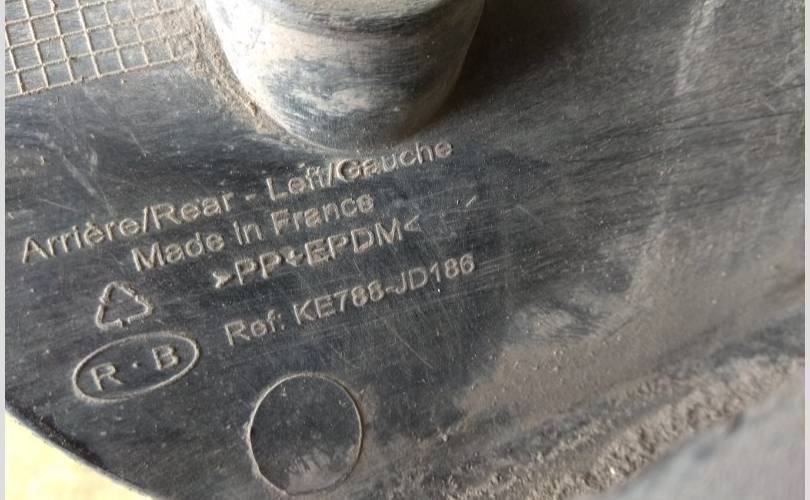 Arrière/Rear - Left/Gauche
Made In France
>PP+EPDM<
Ref: KE788-JD186
R·B